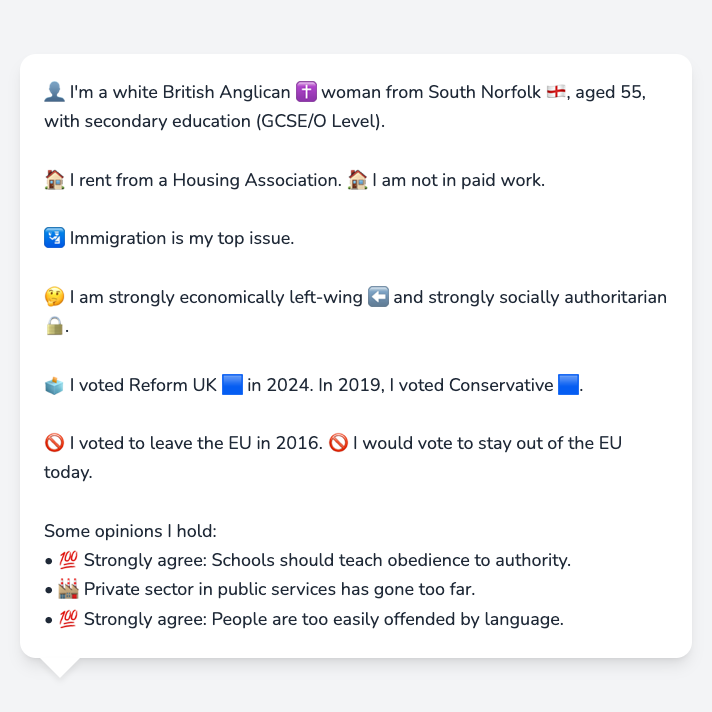 👤 I'm a white British Anglican ✝️ woman from South Norfolk 🏴󠁧󠁢󠁥󠁮󠁧󠁿, aged 55,
with secondary education (GCSE/O Level).
🏠 I rent from a Housing Association. 🏠 I am not in paid work.
🛂 Immigration is my top issue.
🤔 I am strongly economically left-wing ⬅️ and strongly socially authoritarian
🔒.
🗳️ I voted Reform UK 🟦 in 2024. In 2019, I voted Conservative 🟦.
🚫 I voted to leave the EU in 2016. 🚫 I would vote to stay out of the EU
today.
Some opinions I hold:
• 💯 Strongly agree: Schools should teach obedience to authority.
• 🏭 Private sector in public services has gone too far.
• 💯 Strongly agree: People are too easily offended by language.